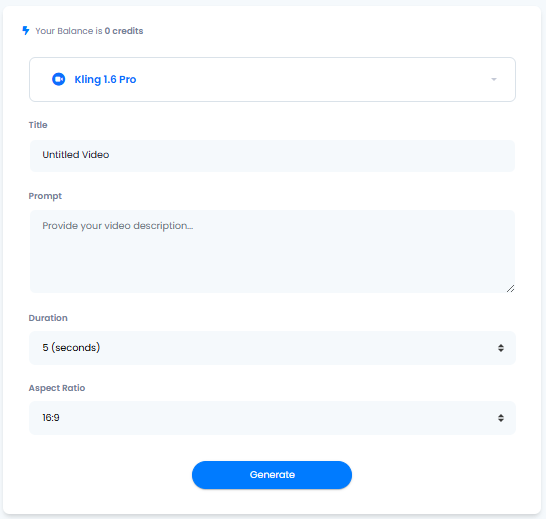 Your Balance is 0 credits
Kling 1.6 Pro
Title
Untitled Video
Prompt
Provide your video description...
Duration
5 (seconds)
Aspect Ratio
16:9
Generate